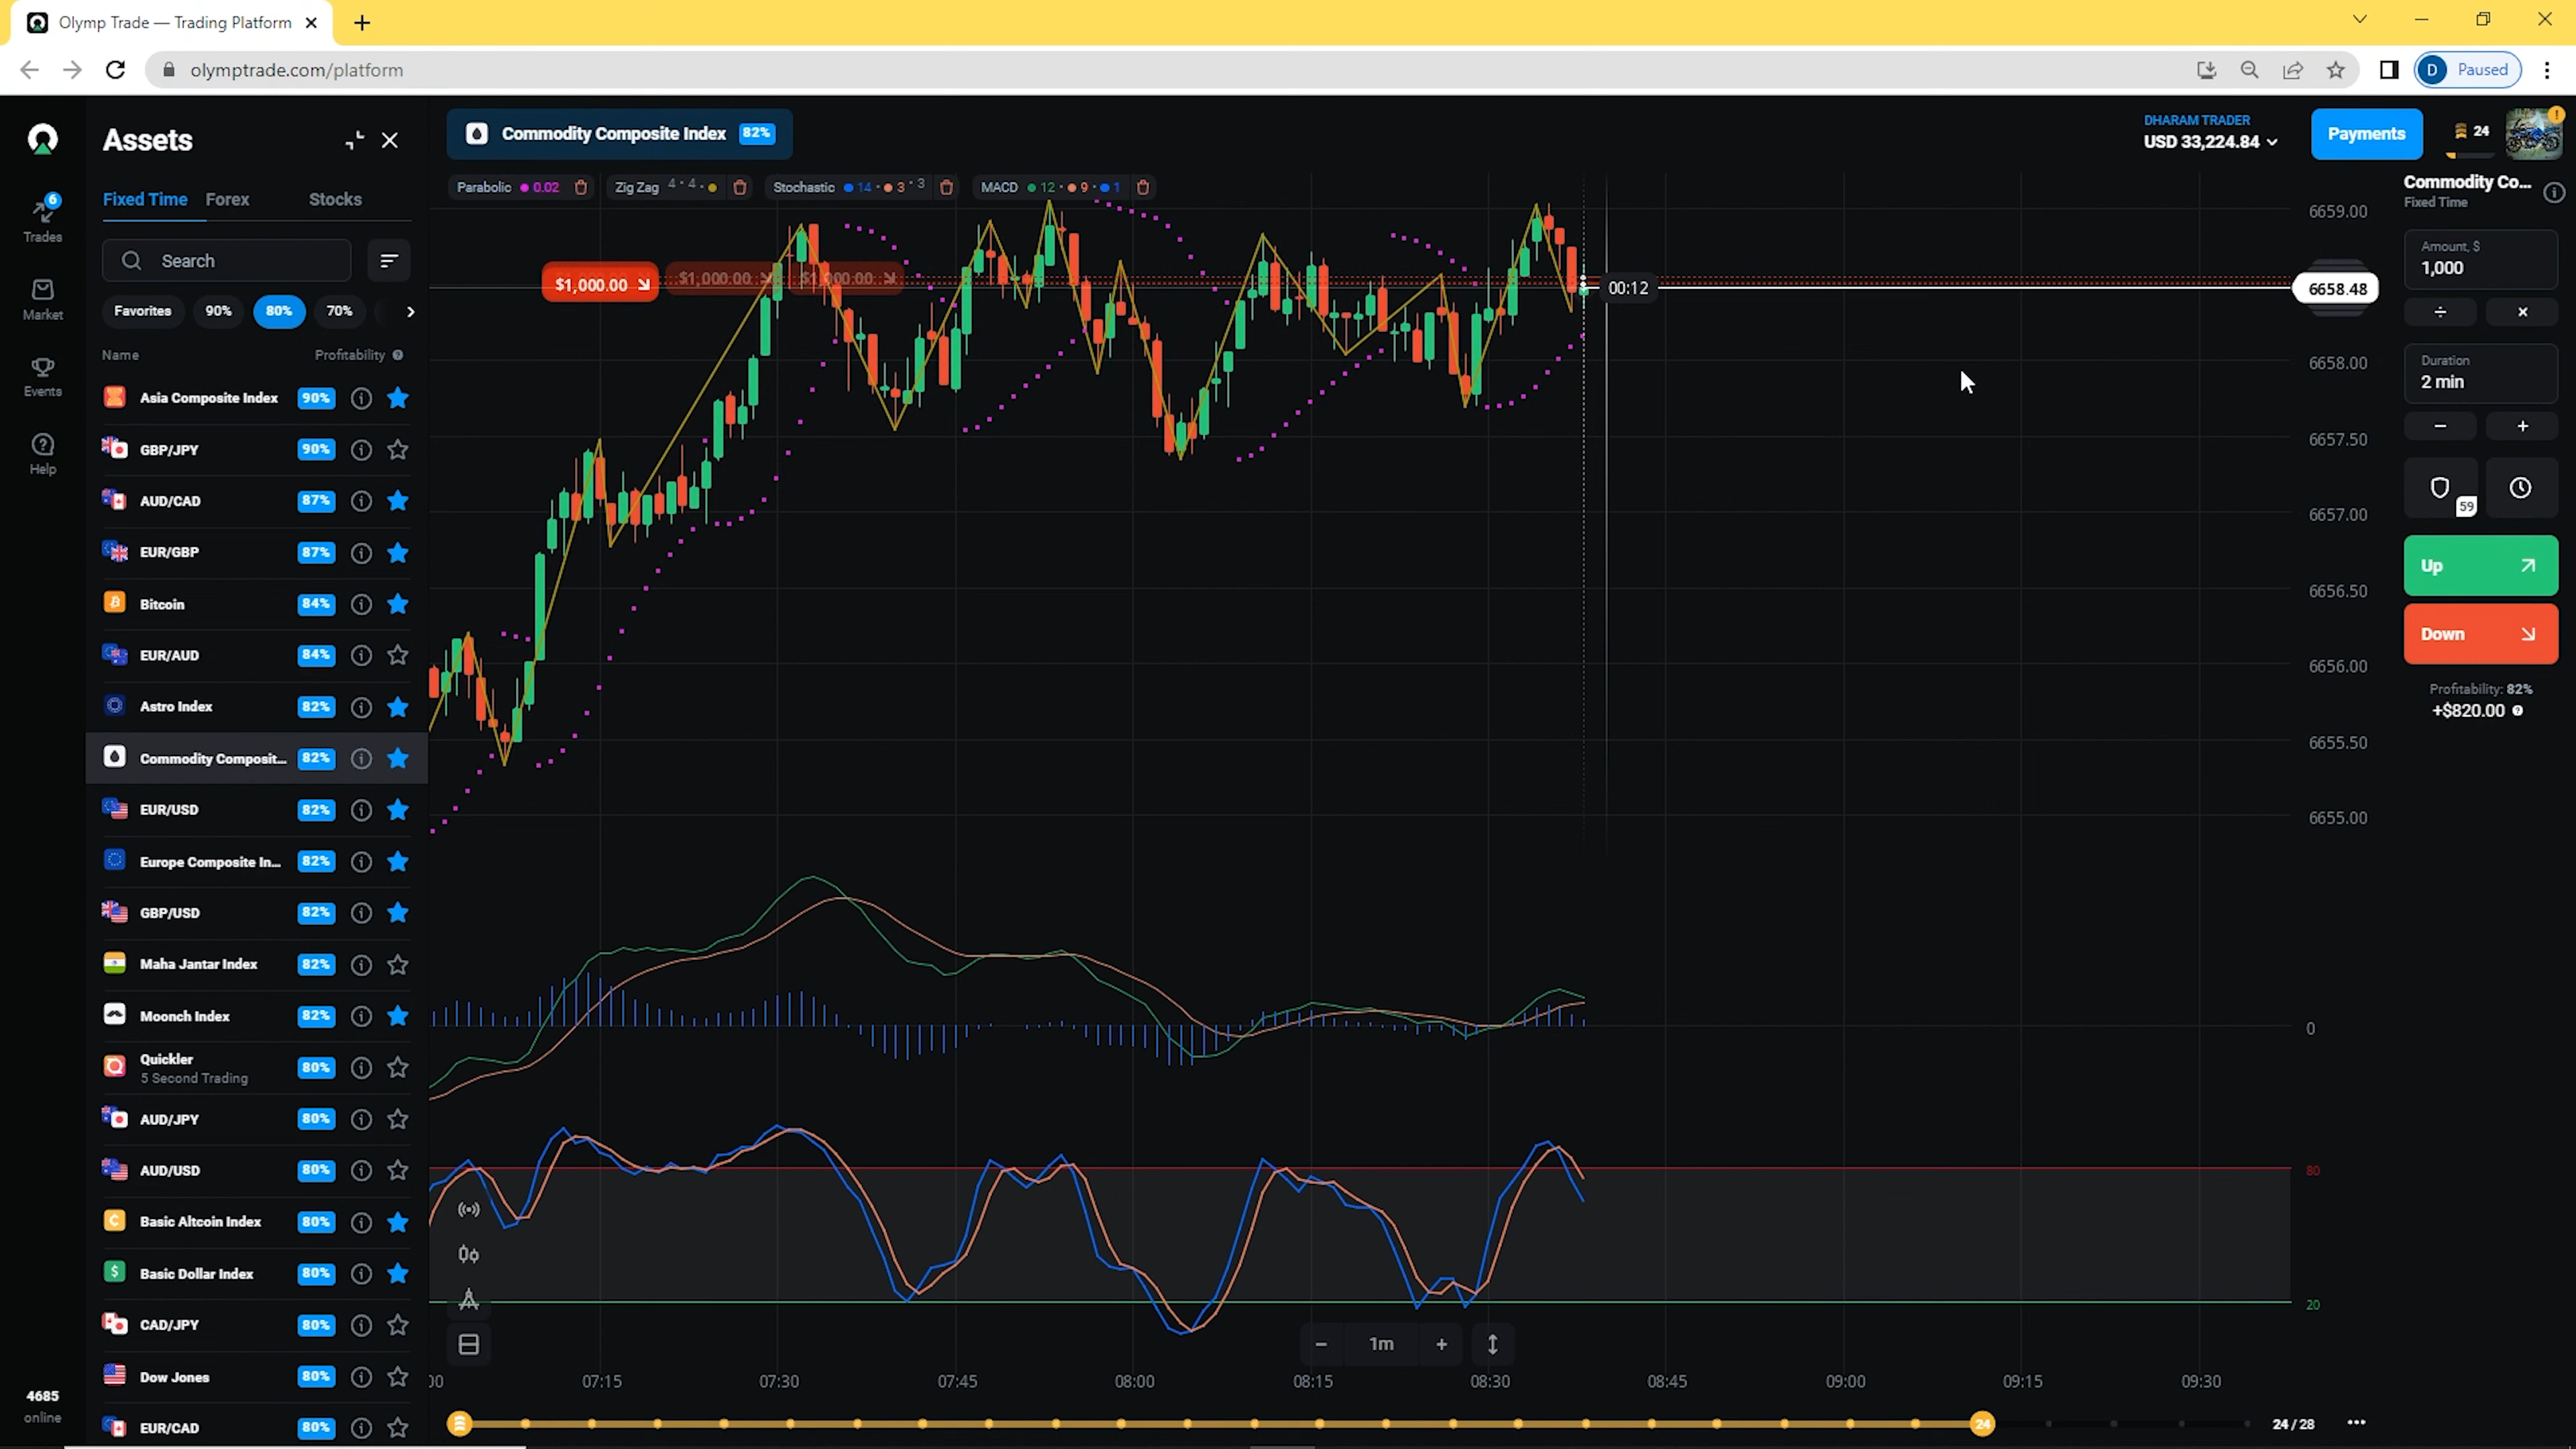 Olymp Trade — Trading Platform
olymptrade.com/platform
D Paused
Assets
Commodity Composite Index 82%
DHARAM TRADER
USD 33,224.84
Payments
24
6
Trades
Market
Events
Help
4685
online
Fixed Time Forex Stocks
Search
Favorites 90% 80% 70%
Name Profitability
Asia Composite Index 90%
GBP/JPY 90%
AUD/CAD 87%
EUR/GBP 87%
Bitcoin 84%
EUR/AUD 84%
Astro Index 82%
Commodity Composit... 82%
EUR/USD 82%
Europe Composite In... 82%
GBP/USD 82%
Maha Jantar Index 82%
Moonch Index 82%
Quickler 80%
5 Second Trading
AUD/JPY 80%
AUD/USD 80%
Basic Altcoin Index 80%
Basic Dollar Index 80%
CAD/JPY 80%
Dow Jones 80%
EUR/CAD 80%
Parabolic 0.02 Zig Zag 4 • 4 • Stochastic 14 • 3 • 3 MACD 12 • 9 • 1
$1,000.00 $1,000.00 $1,000.00
00:12
6659.00
6658.48
6658.00
6657.50
6657.00
6656.50
6656.00
6655.50
6655.00
0
80
20
− 1m +
00 07:15 07:30 07:45 08:00 08:15 08:30 08:45 09:00 09:15 09:30
24 24 / 28 •••
Commodity Co...
Fixed Time
Amount, $
1,000
÷ ×
Duration
2 min
− +
59
Up
Down
Profitability: 82%
+$820.00